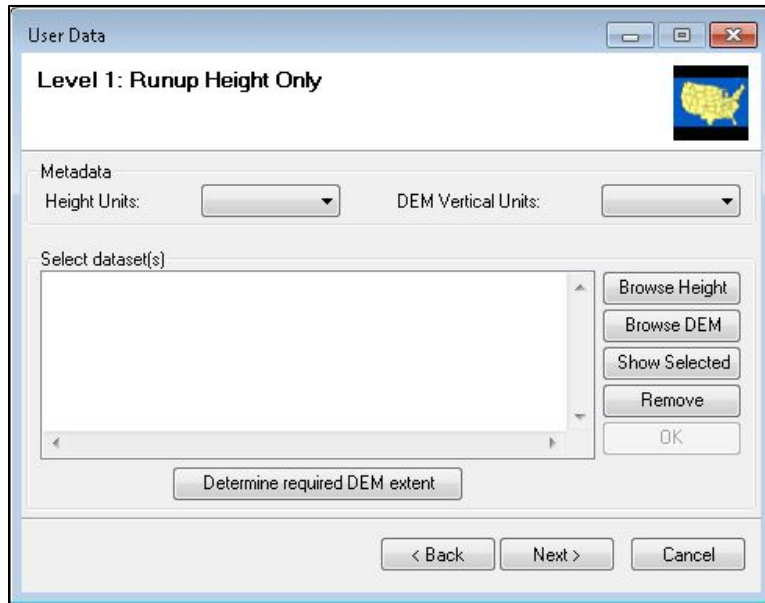 User Data
Level 1: Runup Height Only
Metadata
Height Units: DEM Vertical Units:
Select dataset(s)
Browse Height
Browse DEM
Show Selected
Remove
OK
Determine required DEM extent
< Back Next > Cancel